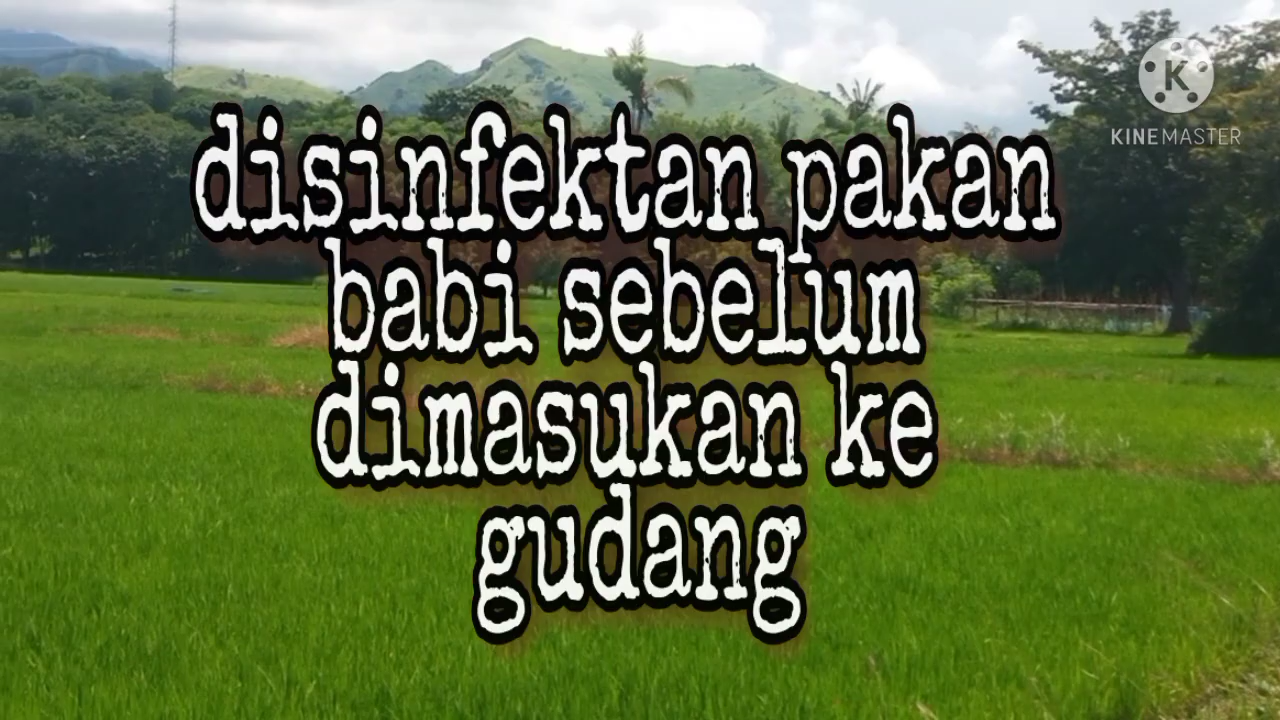 KINEMASTER
disinfektan pakan
babi sebelum
dimasukan ke
gudang